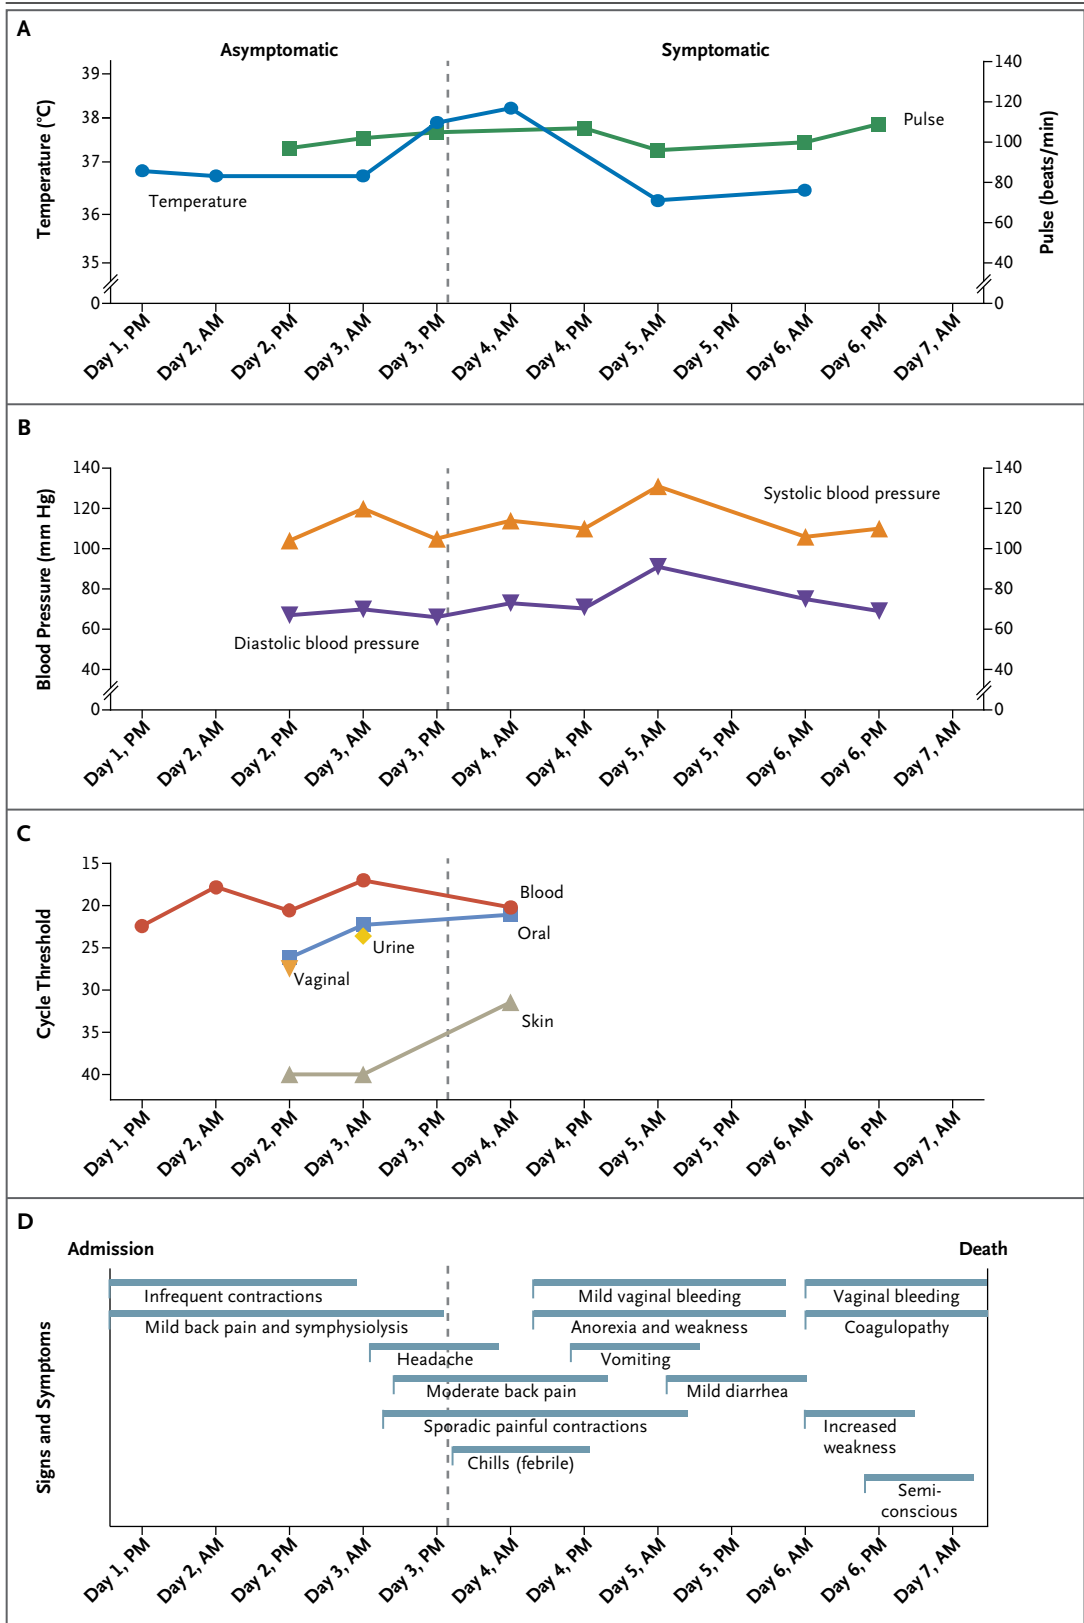 A
Asymptomatic Symptomatic
Temperature (°C)
39
38
37
36
35
0
140
120
100
80
60
40
0
Pulse (beats/min)
Pulse
Temperature
Day 1, PM Day 2, AM Day 2, PM Day 3, AM Day 3, PM Day 4, AM Day 4, PM Day 5, AM Day 5, PM Day 6, AM Day 6, PM Day 7, AM
B
Blood Pressure (mm Hg)
140
120
100
80
60
40
0
140
120
100
80
60
40
0
Systolic blood pressure
Diastolic blood pressure
Day 1, PM Day 2, AM Day 2, PM Day 3, AM Day 3, PM Day 4, AM Day 4, PM Day 5, AM Day 5, PM Day 6, AM Day 6, PM Day 7, AM
C
Cycle Threshold
15
20
25
30
35
40
Blood
Oral
Urine
Vaginal
Skin
Day 1, PM Day 2, AM Day 2, PM Day 3, AM Day 3, PM Day 4, AM Day 4, PM Day 5, AM Day 5, PM Day 6, AM Day 6, PM Day 7, AM
D
Admission Death
Signs and Symptoms
Infrequent contractions Mild vaginal bleeding Vaginal bleeding
Mild back pain and symphysiolysis Anorexia and weakness Coagulopathy
Headache Vomiting
Moderate back pain Mild diarrhea
Sporadic painful contractions Increased
weakness
Chills (febrile)
Semi-
conscious
Day 1, PM Day 2, AM Day 2, PM Day 3, AM Day 3, PM Day 4, AM Day 4, PM Day 5, AM Day 5, PM Day 6, AM Day 6, PM Day 7, AM